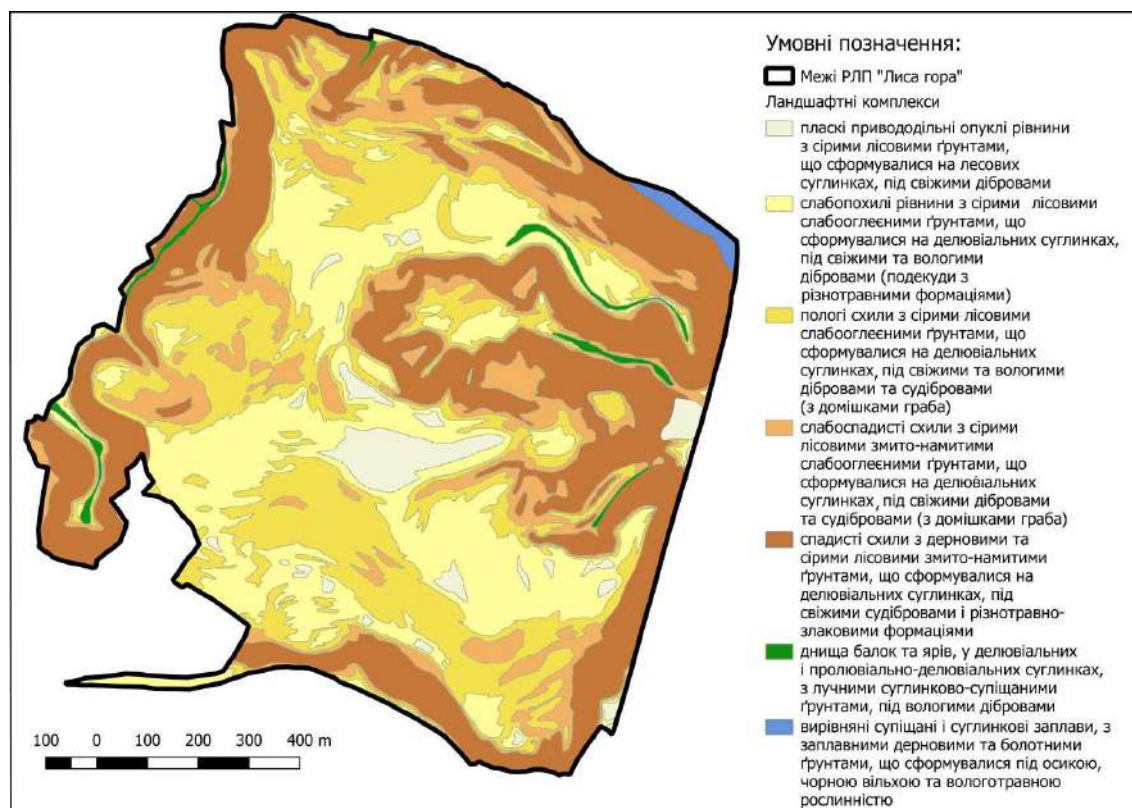 Умовні позначення:
Межі РЛП "Лиса гора"
Ландшафтні комплекси
пласкі привододільні опуклі рівнини
з сірими лісовими ґрунтами,
що сформувалися на лесових
суглинках, під свіжими дібровами
слабопохилі рівнини з сірими лісовими
слабооглеєними ґрунтами, що
сформувалися на делювіальних суглинках,
під свіжими та вологими
дібровами (подекуди з
різнотравними формаціями)
пологі схили з сірими лісовими
слабооглеєними ґрунтами, що
сформувалися на делювіальних
суглинках, під свіжими та вологими
дібровами та судібровами
(з домішками граба)
слабоспадисті схили з сірими
лісовими змито-намитими
слабооглеєними ґрунтами, що
сформувалися на делювіальних
суглинках, під свіжими дібровами
та судібровами (з домішками граба)
спадисті схили з дерновими та
сірими лісовими змито-намитими
ґрунтами, що сформувалися на
делювіальних суглинках, під
свіжими судібровами і різнотравно-
злаковими формаціями
днища балок та ярів, у делювіальних
і пролювіально-делювіальних суглинках,
з лучними суглинково-супіщаними
ґрунтами, під вологими дібровами
вирівняні супіщані і суглинкові заплави, з
заплавними дерновими та болотними
ґрунтами, що сформувалися під осикою,
чорною вільхою та вологотравною
рослинністю
100 0 100 200 300 400 m